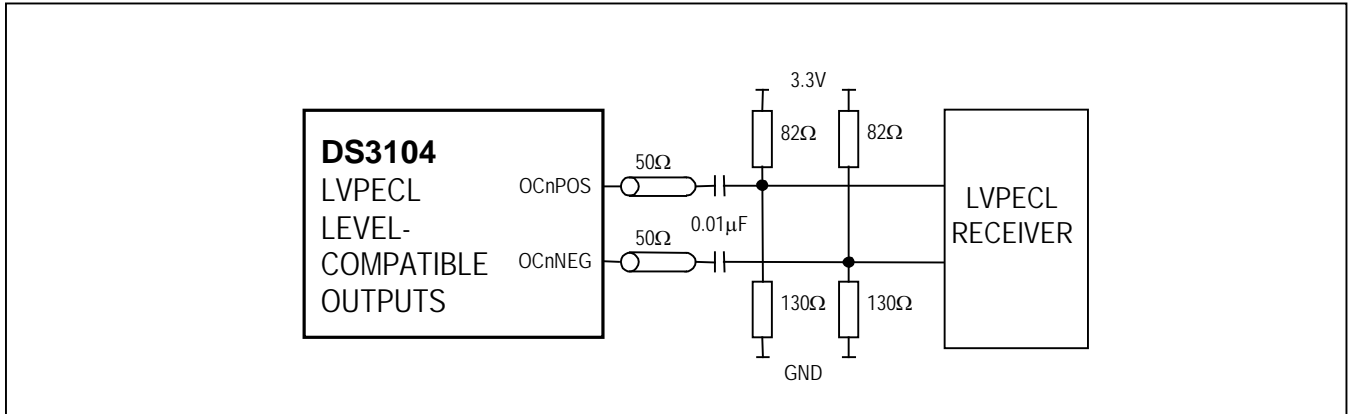 3.3V
82Ω
82Ω
DS3104
LVPECL
LEVEL-
COMPATIBLE
OUTPUTS
OCnPOS
OCnNEG
50Ω
50Ω
0.01µF
130Ω
130Ω
GND
LVPECL
RECEIVER